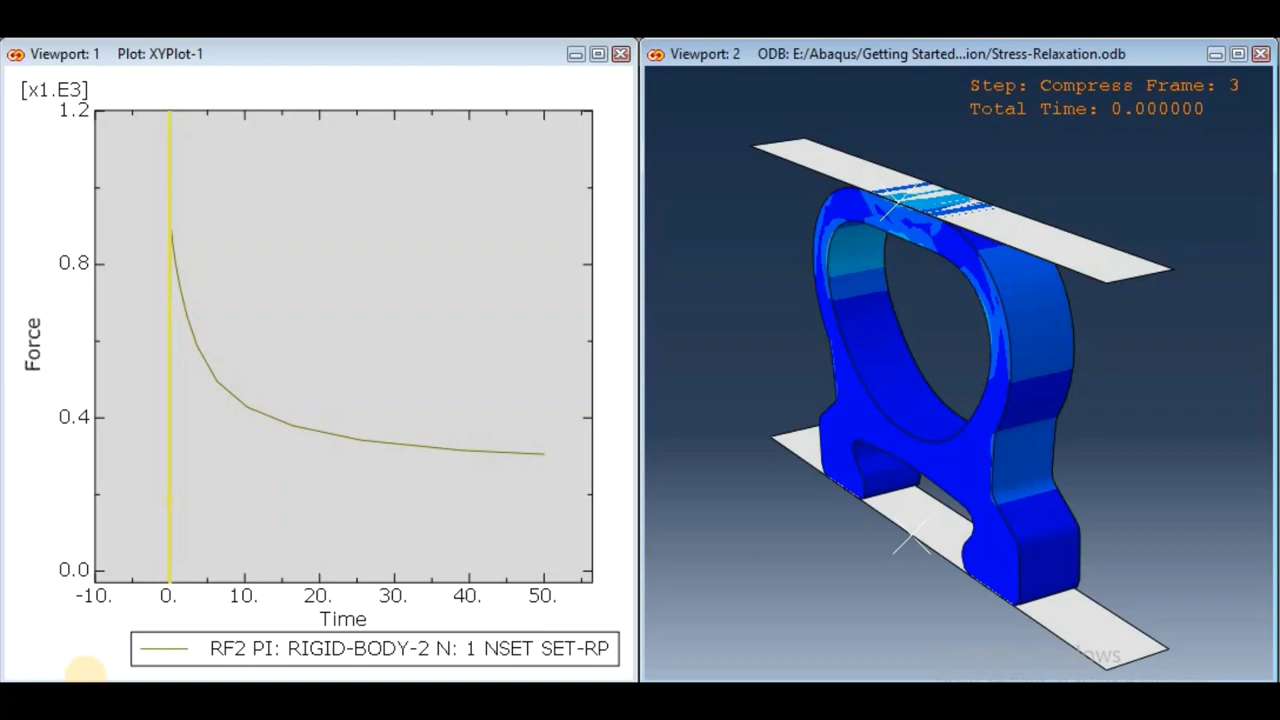 Viewport: 1 Plot: XYPlot-1
[x1.E3]
1.2
0.8
0.4
0.0
Force
-10. 0. 10. 20. 30. 40. 50.
Time
RF2 PI: RIGID-BODY-2 N: 1 NSET SET-RP
Viewport: 2 ODB: E:/Abaqus/Getting Started...ion/Stress-Relaxation.odb
Step: Compress Frame: 3
Total Time: 0.000000